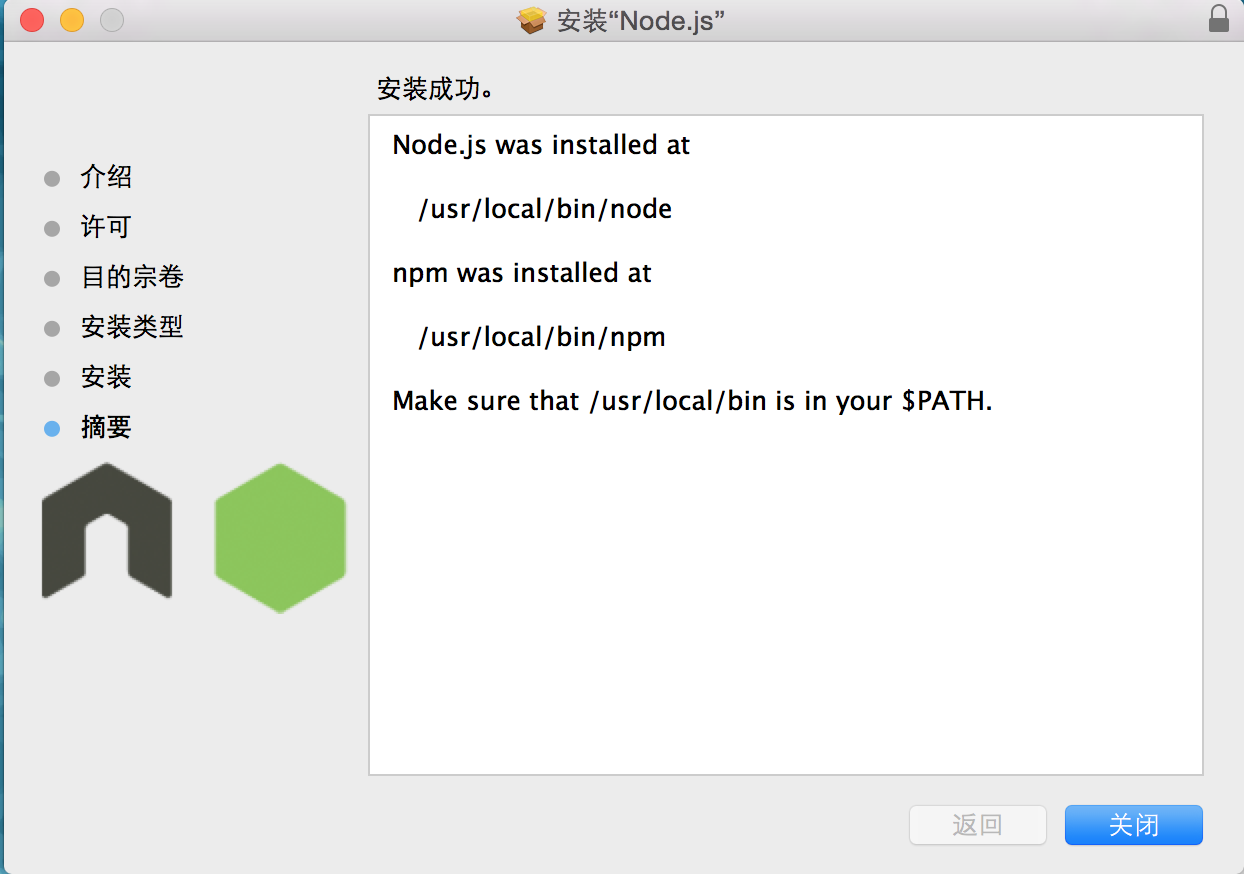 安装“Node.js”
安装成功。
介绍
许可
目的宗卷
安装类型
安装
摘要
Node.js was installed at
/usr/local/bin/node
npm was installed at
/usr/local/bin/npm
Make sure that /usr/local/bin is in your $PATH.
返回
关闭